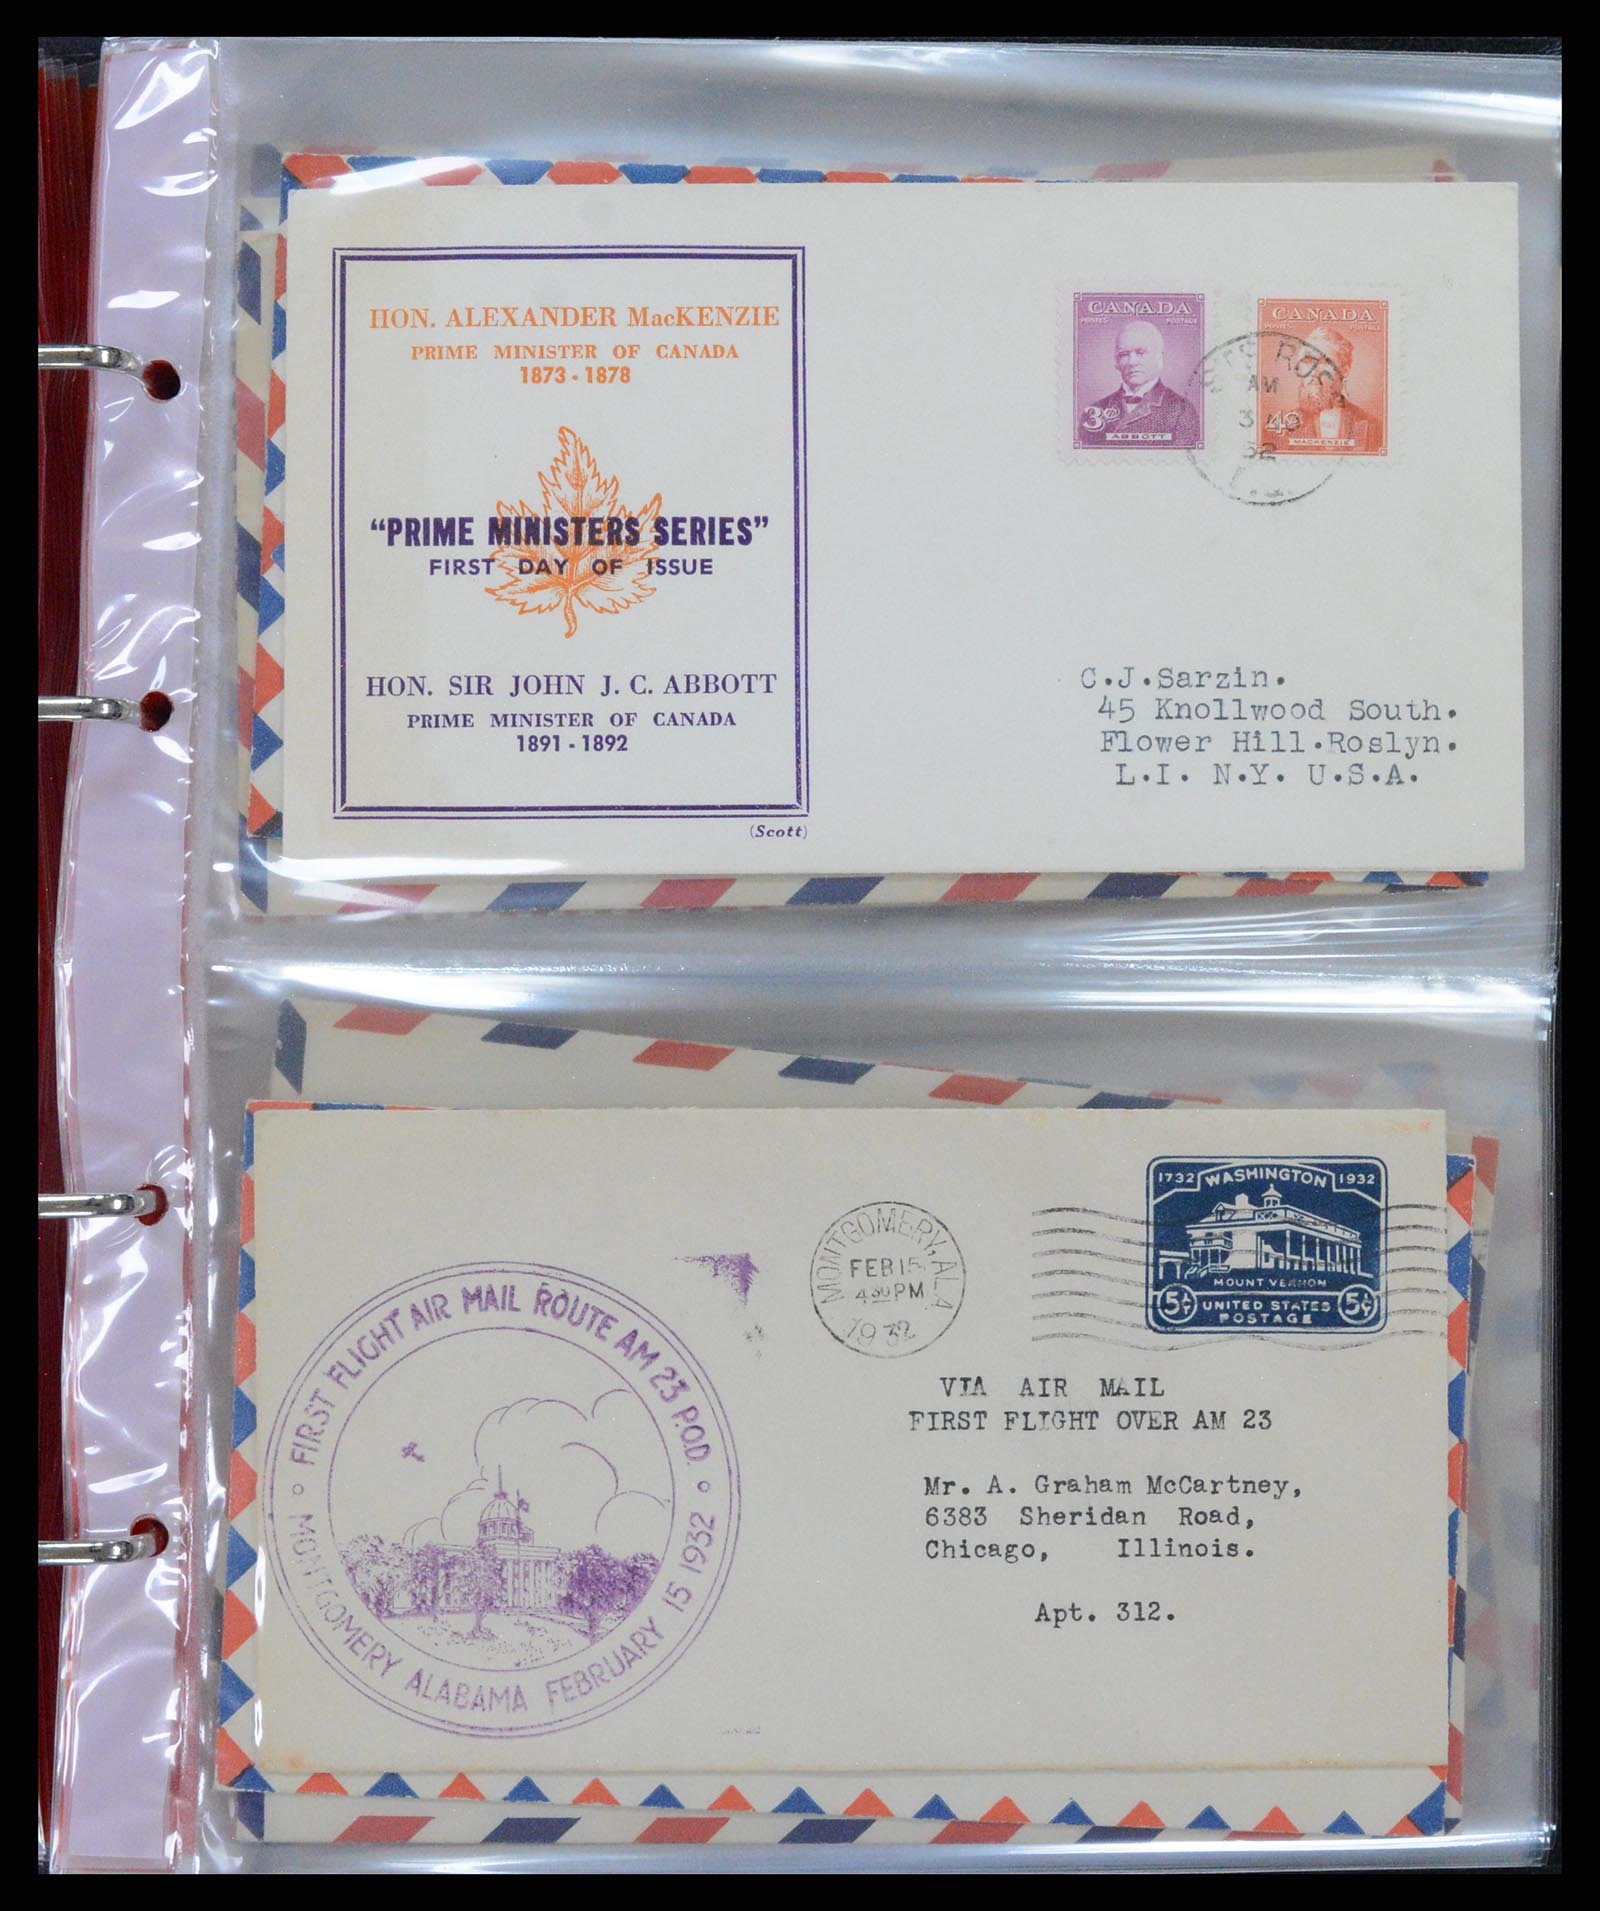 HON. ALEXANDER MacKENZIE
PRIME MINISTER OF CANADA
1873 - 1878
"PRIME MINISTERS SERIES"
FIRST DAY OF ISSUE
HON. SIR JOHN J. C. ABBOTT
PRIME MINISTER OF CANADA
1891 - 1892
(Scott)
CANADA
POSTES POSTAGE
3¢
ABBOTT
CANADA
POSTES POSTAGE
4¢
MACKENZIE
AM
C.J.Sarzin.
45 Knollwood South.
Flower Hill.Roslyn.
L.I. N.Y. U.S.A.
FIRST FLIGHT AIR MAIL ROUTE AM 23 P.O.D.
MONTGOMERY ALABAMA FEBRUARY 15 1932
MONTGOMERY, ALA
FEB 15
4 30 PM
1932
1732 WASHINGTON 1932
MOUNT VERNON
5¢ UNITED STATES 5¢
POSTAGE
VIA AIR MAIL
FIRST FLIGHT OVER AM 23
Mr. A. Graham McCartney,
6383 Sheridan Road,
Chicago, Illinois.
Apt. 312.